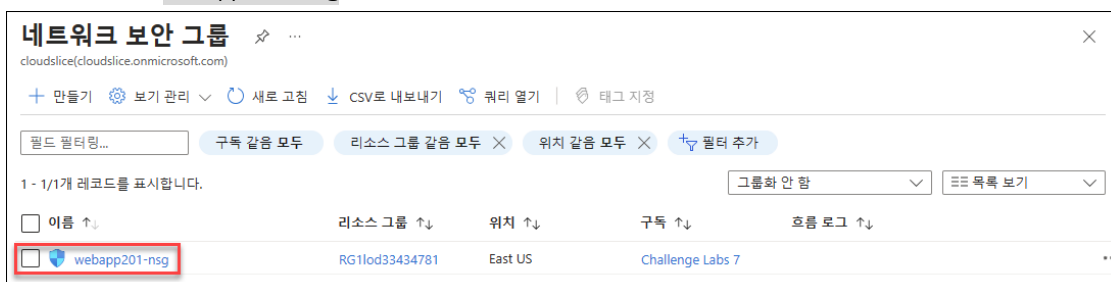 네트워크 보안 그룹
cloudslice(cloudslice.onmicrosoft.com)
만들기 보기 관리 새로 고침 CSV로 내보내기 쿼리 열기 태그 지정
필드 필터링... 구독 같음 모두 리소스 그룹 같음 모두 위치 같음 모두 필터 추가
1 - 1/1개 레코드를 표시합니다. 그룹화 안 함 목록 보기
이름 리소스 그룹 위치 구독 흐름 로그
webapp201-nsg RG1lod33434781 East US Challenge Labs 7